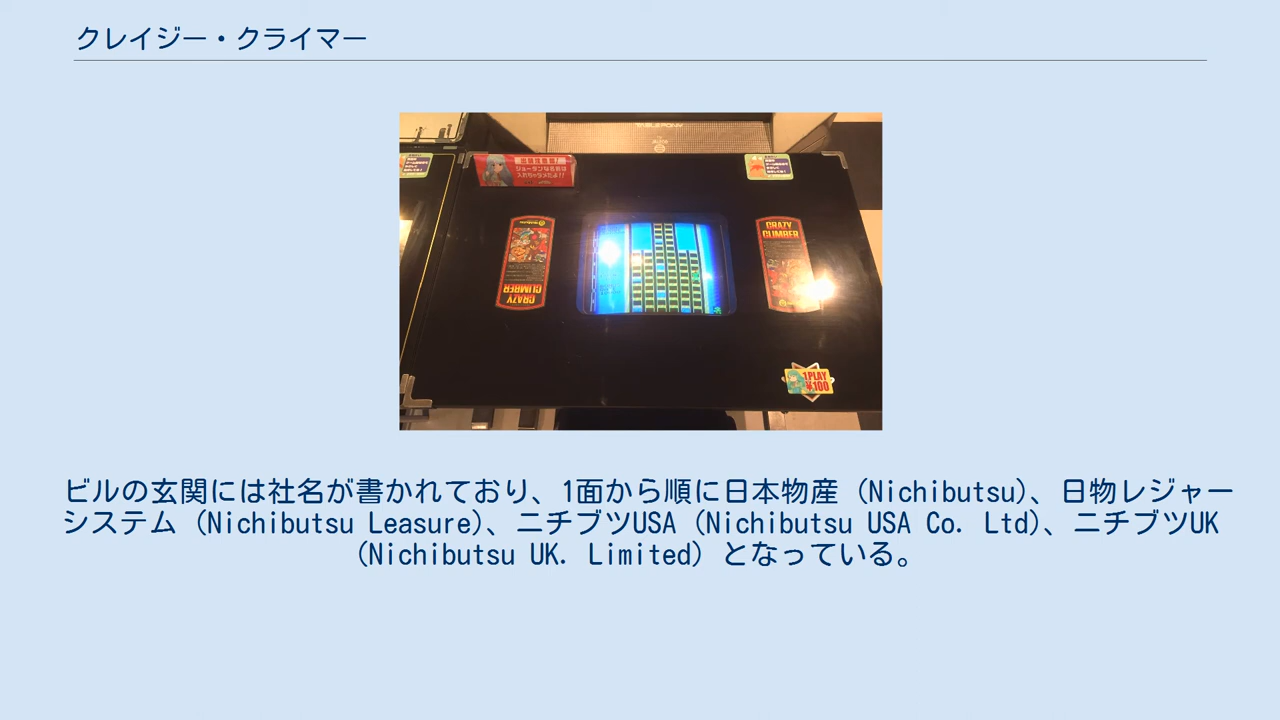 クレイジー・クライマー
CRAZY
CLIMBER
CRAZY
CLIMBER
1PLAY
¥100
ビルの玄関には社名が書かれており、1面から順に日本物産 (Nichibutsu)、日物レジャー
システム (Nichibutsu Leasure)、ニチブツUSA (Nichibutsu USA Co. Ltd)、ニチブツUK
(Nichibutsu UK. Limited) となっている。